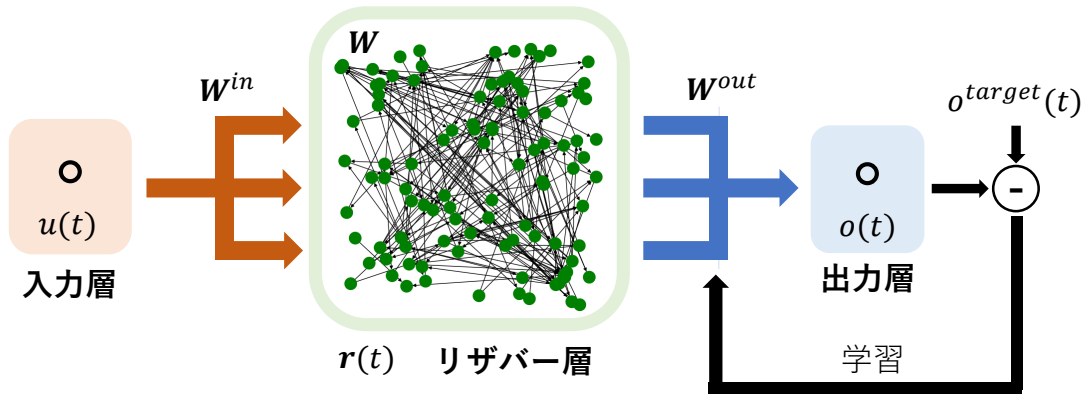 W
W^{in}
u(t)
入力層
r(t)
リザバー層
W^{out}
o(t)
出力層
o^{target}(t)
-
学習